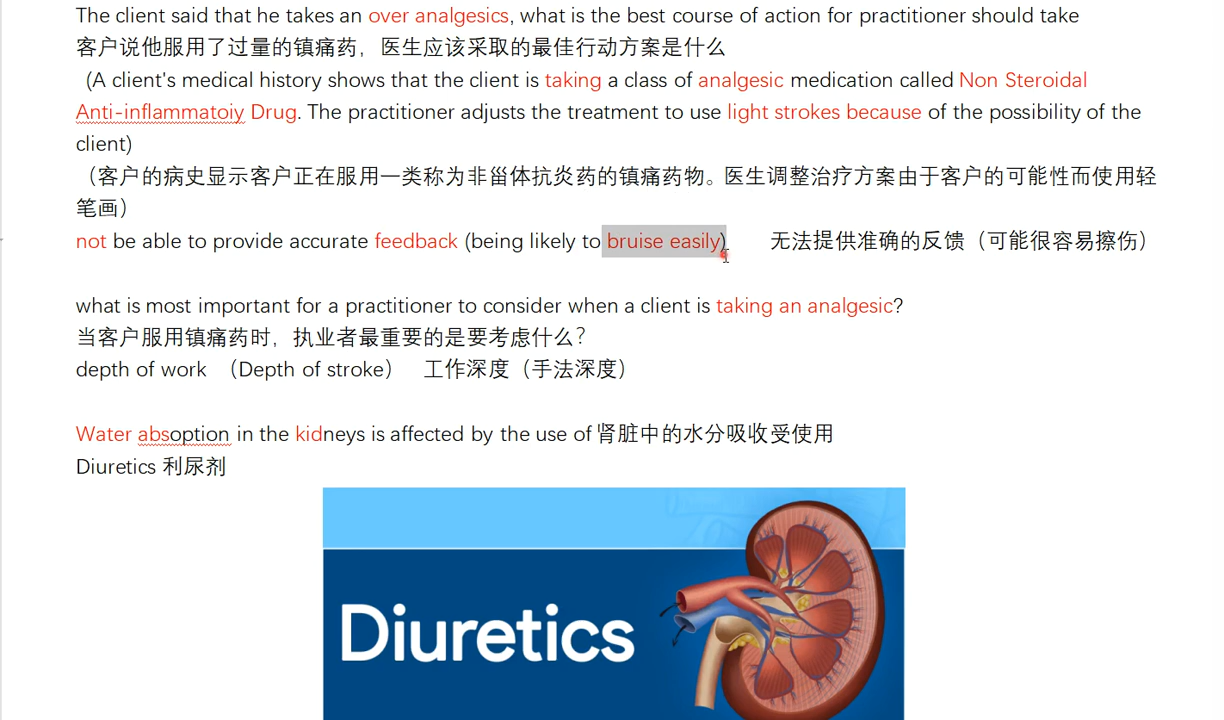 The client said that he takes an over analgesics, what is the best course of action for practitioner should take
客户说他服用了过量的镇痛药，医生应该采取的最佳行动方案是什么
(A client's medical history shows that the client is taking a class of analgesic medication called Non Steroidal
Anti-inflammatoiy Drug. The practitioner adjusts the treatment to use light strokes because of the possibility of the
client)
（客户的病史显示客户正在服用一类称为非甾体抗炎药的镇痛药物。医生调整治疗方案由于客户的可能性而使用轻
笔画）
not be able to provide accurate feedback (being likely to bruise easily) 无法提供准确的反馈（可能很容易擦伤）
what is most important for a practitioner to consider when a client is taking an analgesic?
当客户服用镇痛药时，执业者最重要的是要考虑什么？
depth of work （Depth of stroke） 工作深度（手法深度）
Water absoption in the kidneys is affected by the use of 肾脏中的水分吸收受使用
Diuretics 利尿剂
Diuretics